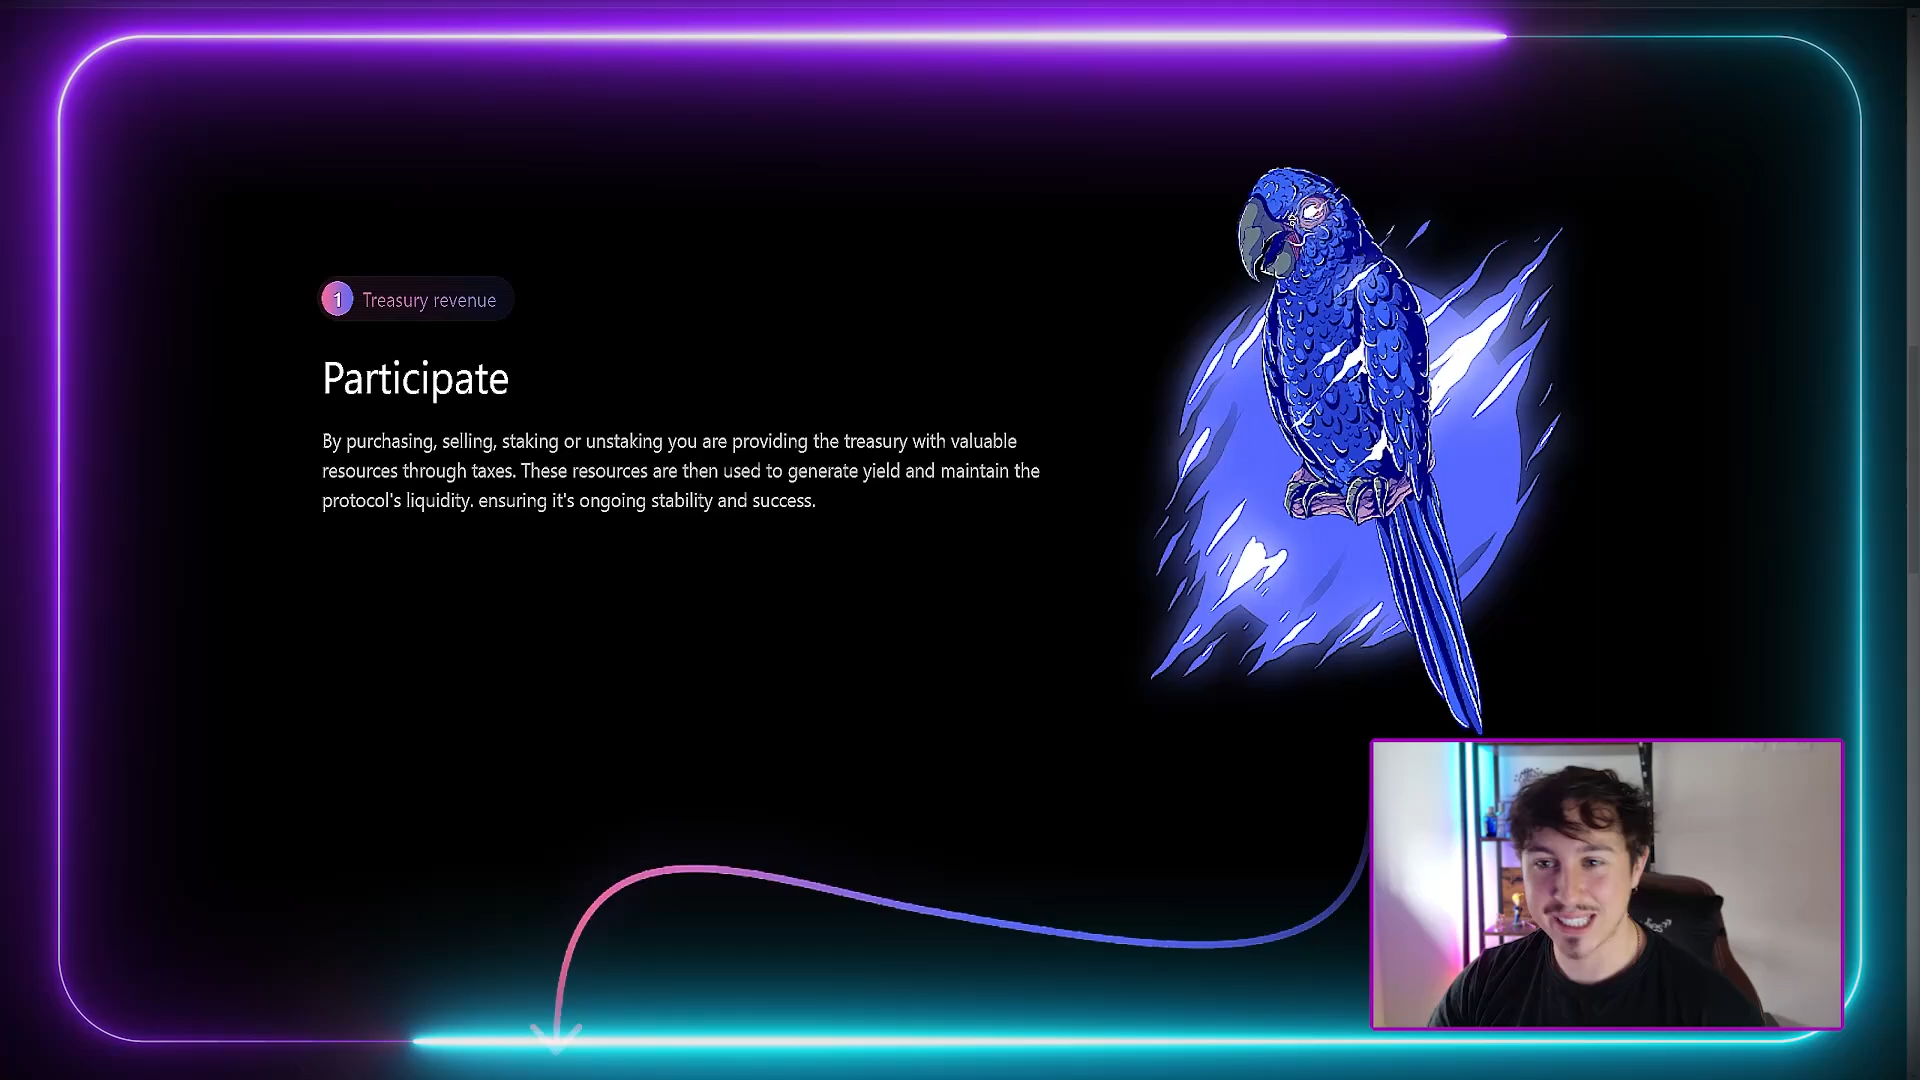 1 Treasury revenue
Participate
By purchasing, selling, staking or unstaking you are providing the treasury with valuable
resources through taxes. These resources are then used to generate yield and maintain the
protocol's liquidity. ensuring it's ongoing stability and success.